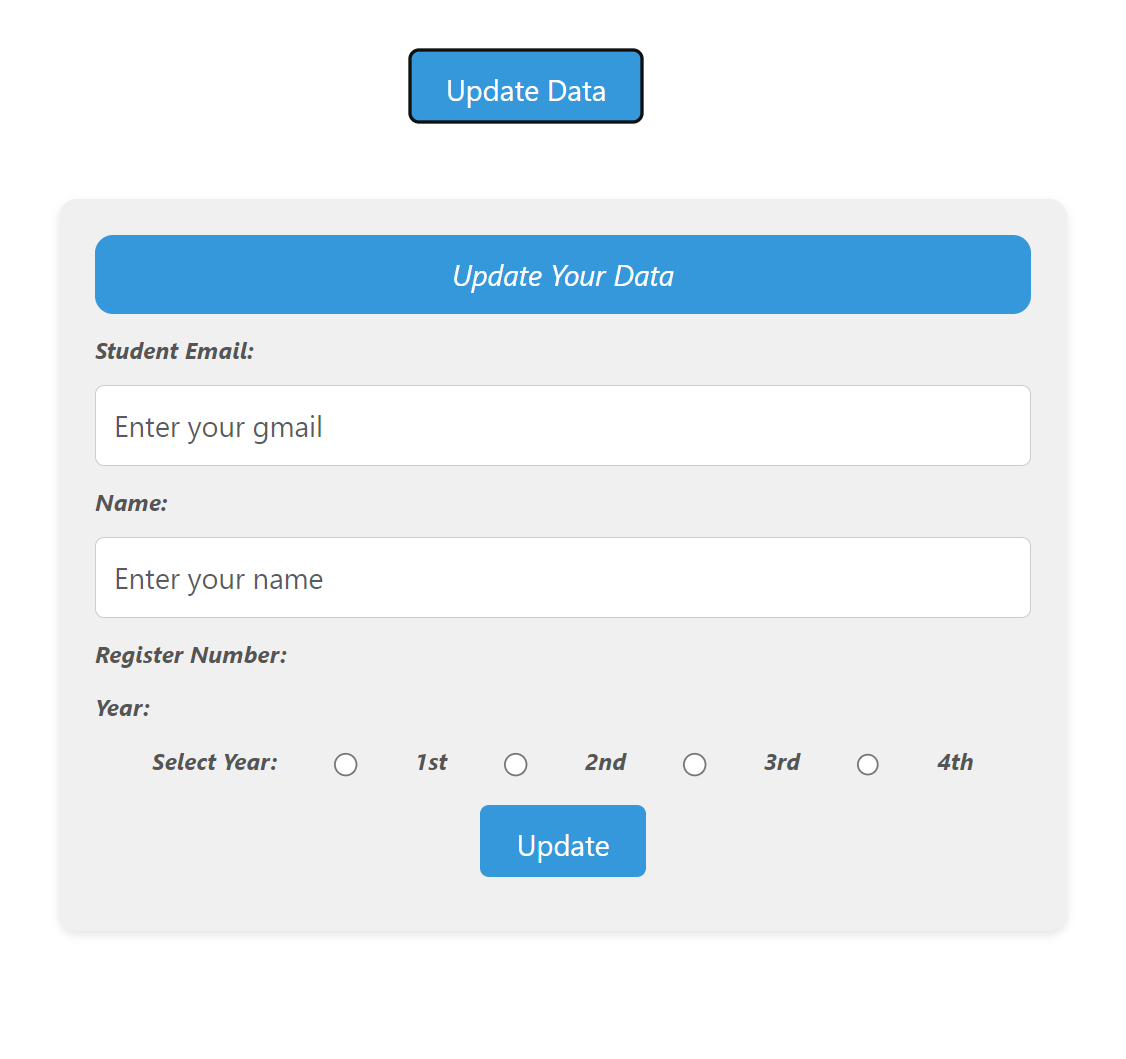 Update Data
Update Your Data
Student Email:
Enter your gmail
Name:
Enter your name
Register Number:
Year:
Select Year: 1st 2nd 3rd 4th
Update